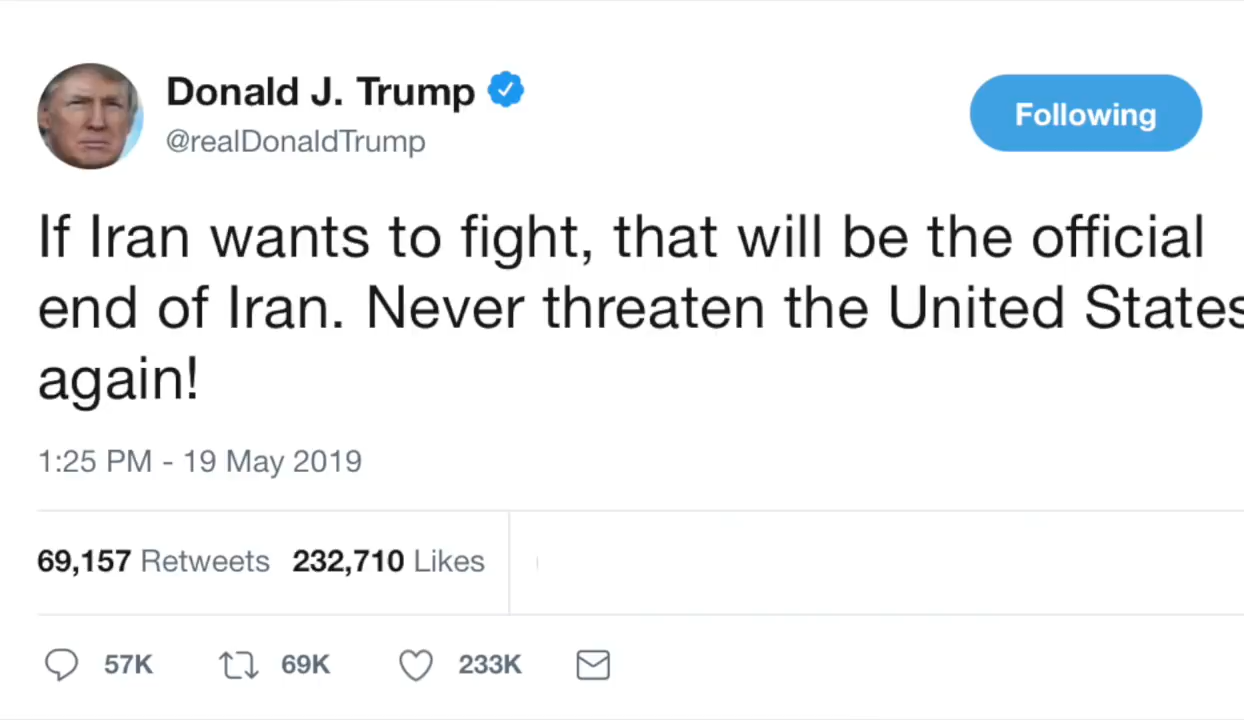 Donald J. Trump
@realDonaldTrump
Following
If Iran wants to fight, that will be the official
end of Iran. Never threaten the United States
again!
1:25 PM - 19 May 2019
69,157 Retweets 232,710 Likes
57K 69K 233K